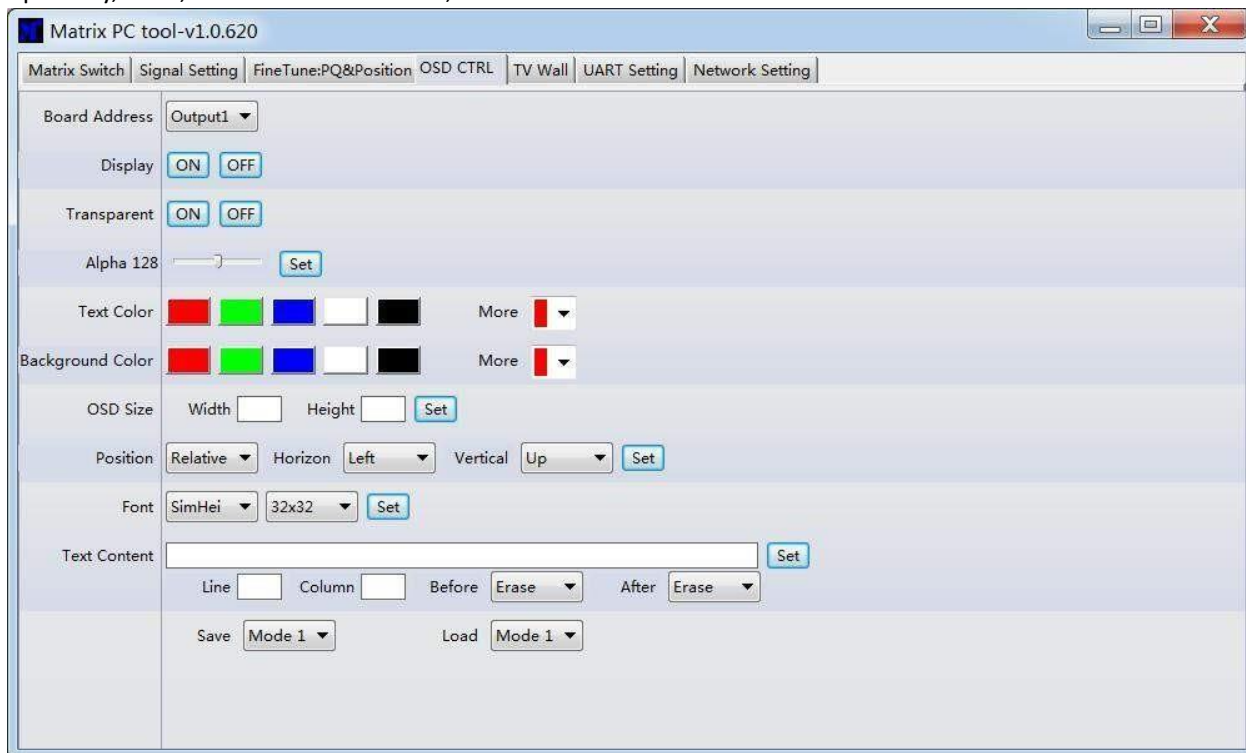 Matrix PC tool-v1.0.620
Matrix Switch Signal Setting FineTune:PQ&Position OSD CTRL TV Wall UART Setting Network Setting
Board Address Output1
Display ON OFF
Transparent ON OFF
Alpha 128 Set
Text Color More
Background Color More
OSD Size Width Height Set
Position Relative Horizon Left Vertical Up Set
Font SimHei 32x32 Set
Text Content Set
Line Column Before Erase After Erase
Save Mode 1 Load Mode 1